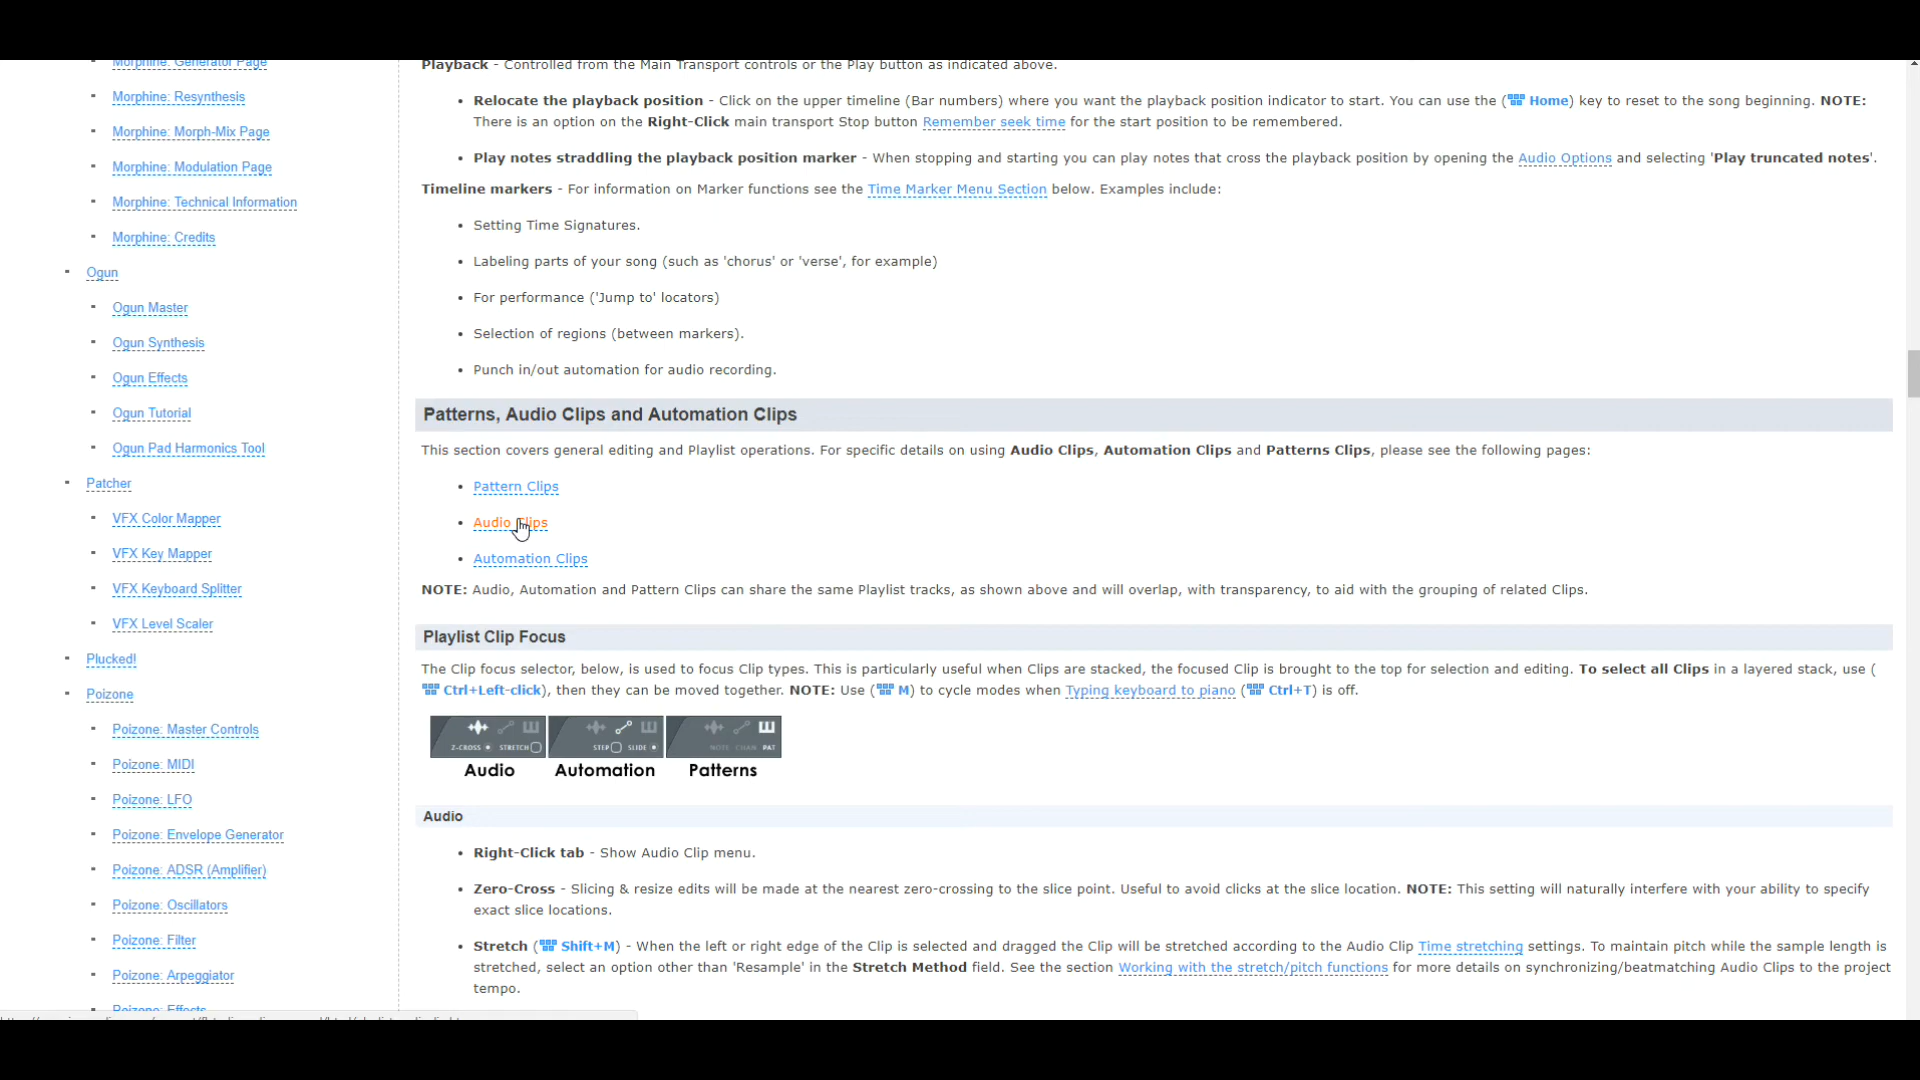 Morphine: Generator Page
Morphine: Resynthesis
Morphine: Morph-Mix Page
Morphine: Modulation Page
Morphine: Technical Information
Morphine: Credits
Ogun
Ogun Master
Ogun Synthesis
Ogun Effects
Ogun Tutorial
Ogun Pad Harmonics Tool
Patcher
VFX Color Mapper
VFX Key Mapper
VFX Keyboard Splitter
VFX Level Scaler
Plucked!
Poizone
Poizone: Master Controls
Poizone: MIDI
Poizone: LFO
Poizone: Envelope Generator
Poizone: ADSR (Amplifier)
Poizone: Oscillators
Poizone: Filter
Poizone: Arpeggiator
Poizone: Effects
Playback - Controlled from the Main Transport controls or the Play button as indicated above.
• Relocate the playback position - Click on the upper timeline (Bar numbers) where you want the playback position indicator to start. You can use the (Home) key to reset to the song beginning. NOTE:
There is an option on the Right-Click main transport Stop button Remember seek time for the start position to be remembered.
• Play notes straddling the playback position marker - When stopping and starting you can play notes that cross the playback position by opening the Audio Options and selecting 'Play truncated notes'.
Timeline markers - For information on Marker functions see the Time Marker Menu Section below. Examples include:
• Setting Time Signatures.
• Labeling parts of your song (such as 'chorus' or 'verse', for example)
• For performance ('Jump to' locators)
• Selection of regions (between markers).
• Punch in/out automation for audio recording.
Patterns, Audio Clips and Automation Clips
This section covers general editing and Playlist operations. For specific details on using Audio Clips, Automation Clips and Patterns Clips, please see the following pages:
• Pattern Clips
• Audio Clips
• Automation Clips
NOTE: Audio, Automation and Pattern Clips can share the same Playlist tracks, as shown above and will overlap, with transparency, to aid with the grouping of related Clips.
Playlist Clip Focus
The Clip focus selector, below, is used to focus Clip types. This is particularly useful when Clips are stacked, the focused Clip is brought to the top for selection and editing. To select all Clips in a layered stack, use (
Ctrl+Left-click), then they can be moved together. NOTE: Use (M) to cycle modes when Typing keyboard to piano (Ctrl+T) is off.
Z-CROSS STRETCH STEP SLIDE NOTE CHAN PAT
Audio Automation Patterns
Audio
• Right-Click tab - Show Audio Clip menu.
• Zero-Cross - Slicing & resize edits will be made at the nearest zero-crossing to the slice point. Useful to avoid clicks at the slice location. NOTE: This setting will naturally interfere with your ability to specify
exact slice locations.
• Stretch (Shift+M) - When the left or right edge of the Clip is selected and dragged the Clip will be stretched according to the Audio Clip Time stretching settings. To maintain pitch while the sample length is
stretched, select an option other than 'Resample' in the Stretch Method field. See the section Working with the stretch/pitch functions for more details on synchronizing/beatmatching Audio Clips to the project
tempo.